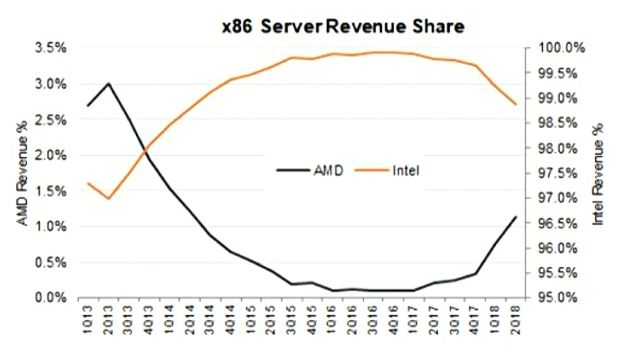 x86 Server Revenue Share
3.5%
3.0%
2.5%
2.0%
1.5%
1.0%
0.5%
0.0%
AMD Revenue %
AMD
Intel
100.0%
99.5%
99.0%
98.5%
98.0%
97.5%
97.0%
96.5%
96.0%
95.5%
95.0%
Intel Revenue %
1Q13
2Q13
3Q13
4Q13
1Q14
2Q14
3Q14
4Q14
1Q15
2Q15
3Q15
4Q15
1Q16
2Q16
3Q16
4Q16
1Q17
2Q17
3Q17
4Q17
1Q18
2Q18